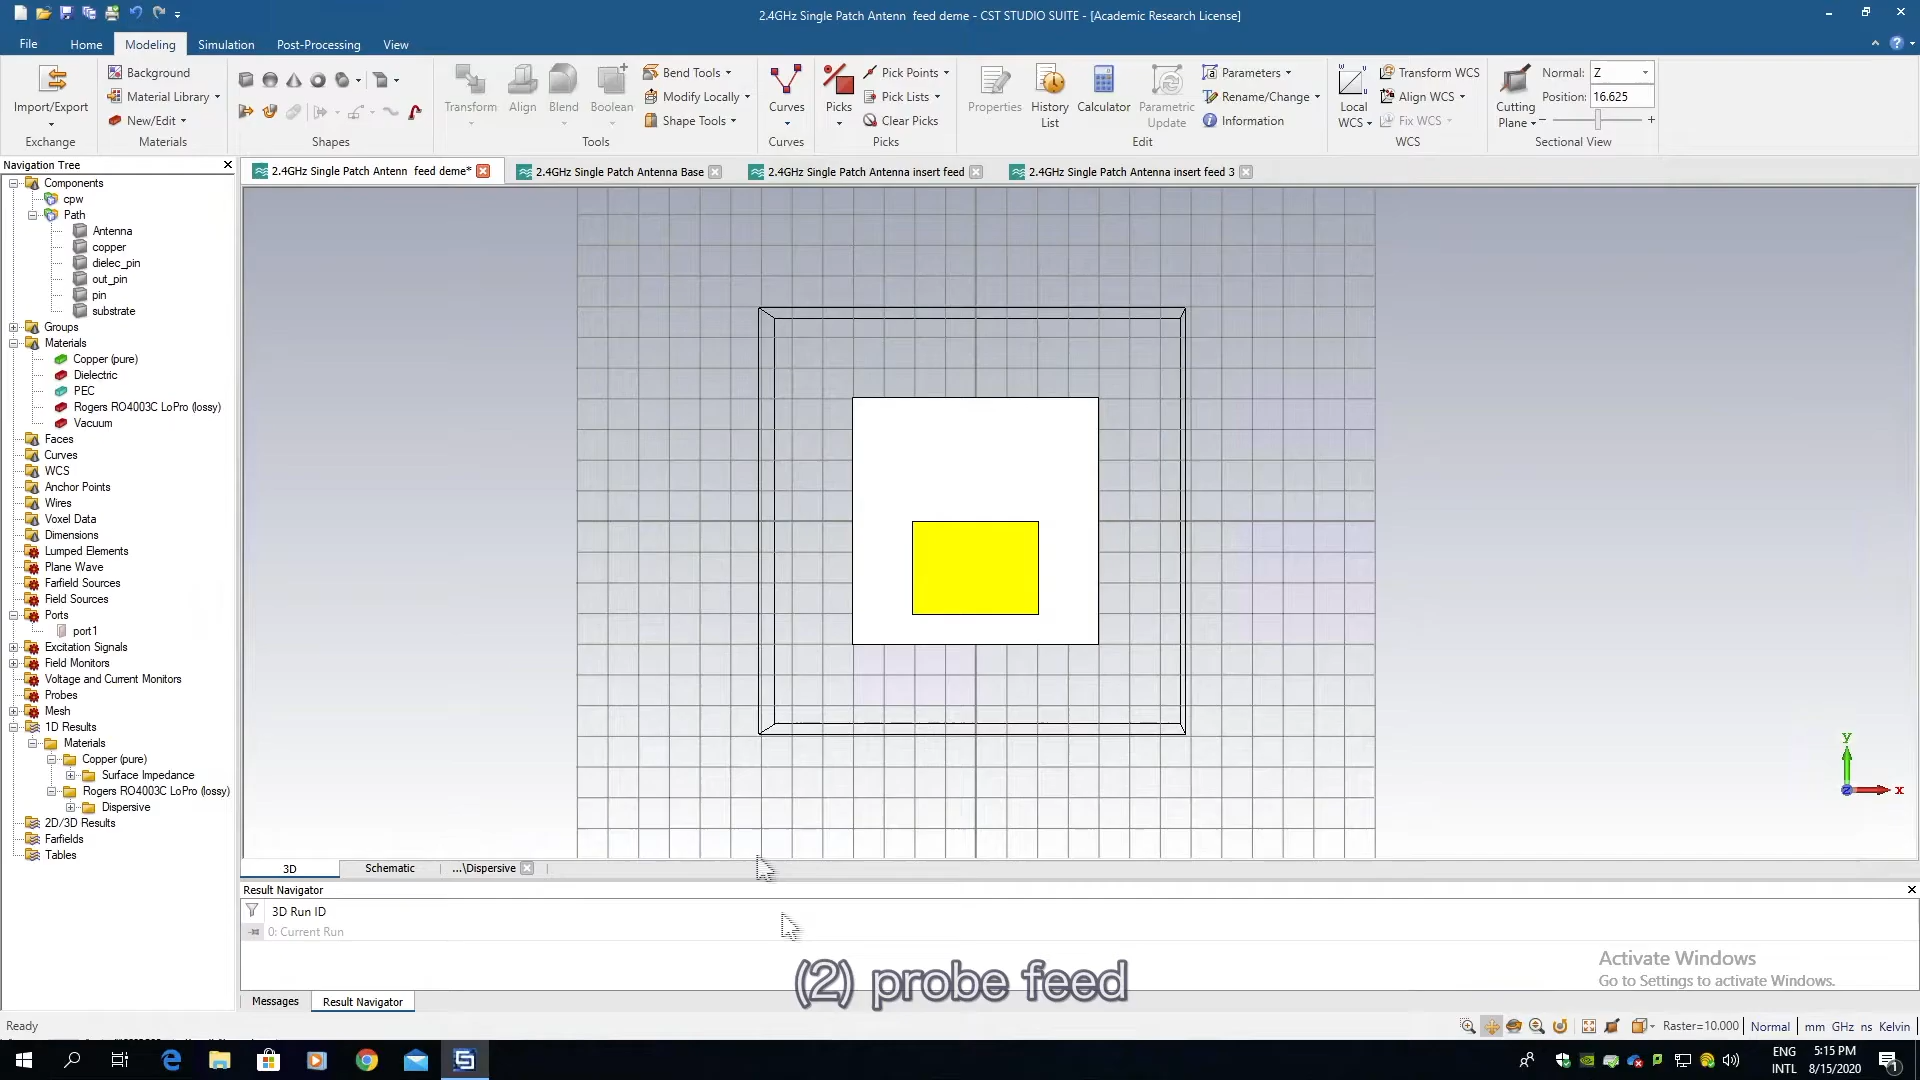 2.4GHz Single Patch Antenn  feed deme - CST STUDIO SUITE - [Academic Research License]
File Home Modeling Simulation Post-Processing View
Import/Export
Exchange
Background
Material Library
New/Edit
Materials
Shapes
Transform
Align
Blend
Boolean
Bend Tools
Modify Locally
Shape Tools
Tools
Curves
Curves
Picks
Pick Points
Pick Lists
Clear Picks
Picks
Properties
History
List
Calculator
Parametric
Update
Parameters
Rename/Change
Information
Edit
Local
WCS
Transform WCS
Align WCS
Fix WCS
WCS
Cutting
Plane
Normal: Z
Position: 16.625
Sectional View
Navigation Tree
Components
cpw
Path
Antenna
copper
dielec_pin
out_pin
pin
substrate
Groups
Materials
Copper (pure)
Dielectric
PEC
Rogers RO4003C LoPro (lossy)
Vacuum
Faces
Curves
WCS
Anchor Points
Wires
Voxel Data
Dimensions
Lumped Elements
Plane Wave
Farfield Sources
Field Sources
Ports
port1
Excitation Signals
Field Monitors
Voltage and Current Monitors
Probes
Mesh
1D Results
Materials
Copper (pure)
Surface Impedance
Rogers RO4003C LoPro (lossy)
Dispersive
2D/3D Results
Farfields
Tables
2.4GHz Single Patch Antenn  feed deme*
2.4GHz Single Patch Antenna Base
2.4GHz Single Patch Antenna insert feed
2.4GHz Single Patch Antenna insert feed 3
y
z
x
3D Schematic ...\Dispersive
Result Navigator
3D Run ID
0: Current Run
(2) probe feed
Activate Windows
Go to Settings to activate Windows.
Messages Result Navigator
Ready
Raster=10.000 Normal mm GHz ns Kelvin
ENG
INTL
5:15 PM
8/15/2020
1